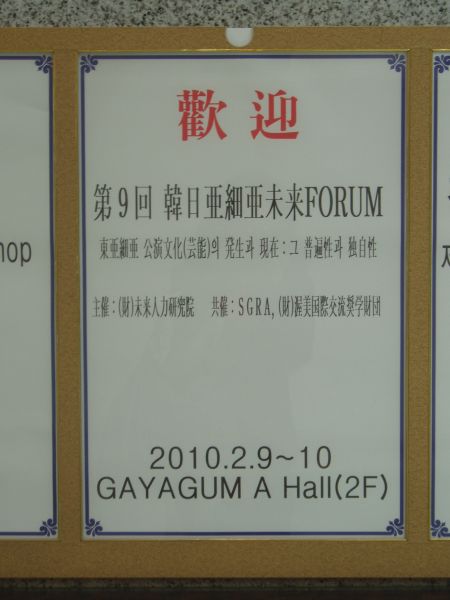 歡迎
第9回 韓日亜細亜未来FORUM
東亜細亜 公演文化(芸能)의 発生과 現在 : 그 普遍性과 独自性
主催 : (財)未来人力研究院 共催 : SGRA, (財)渥美国際交流奨学財団
2010.2.9~10
GAYAGUM A Hall(2F)
hop